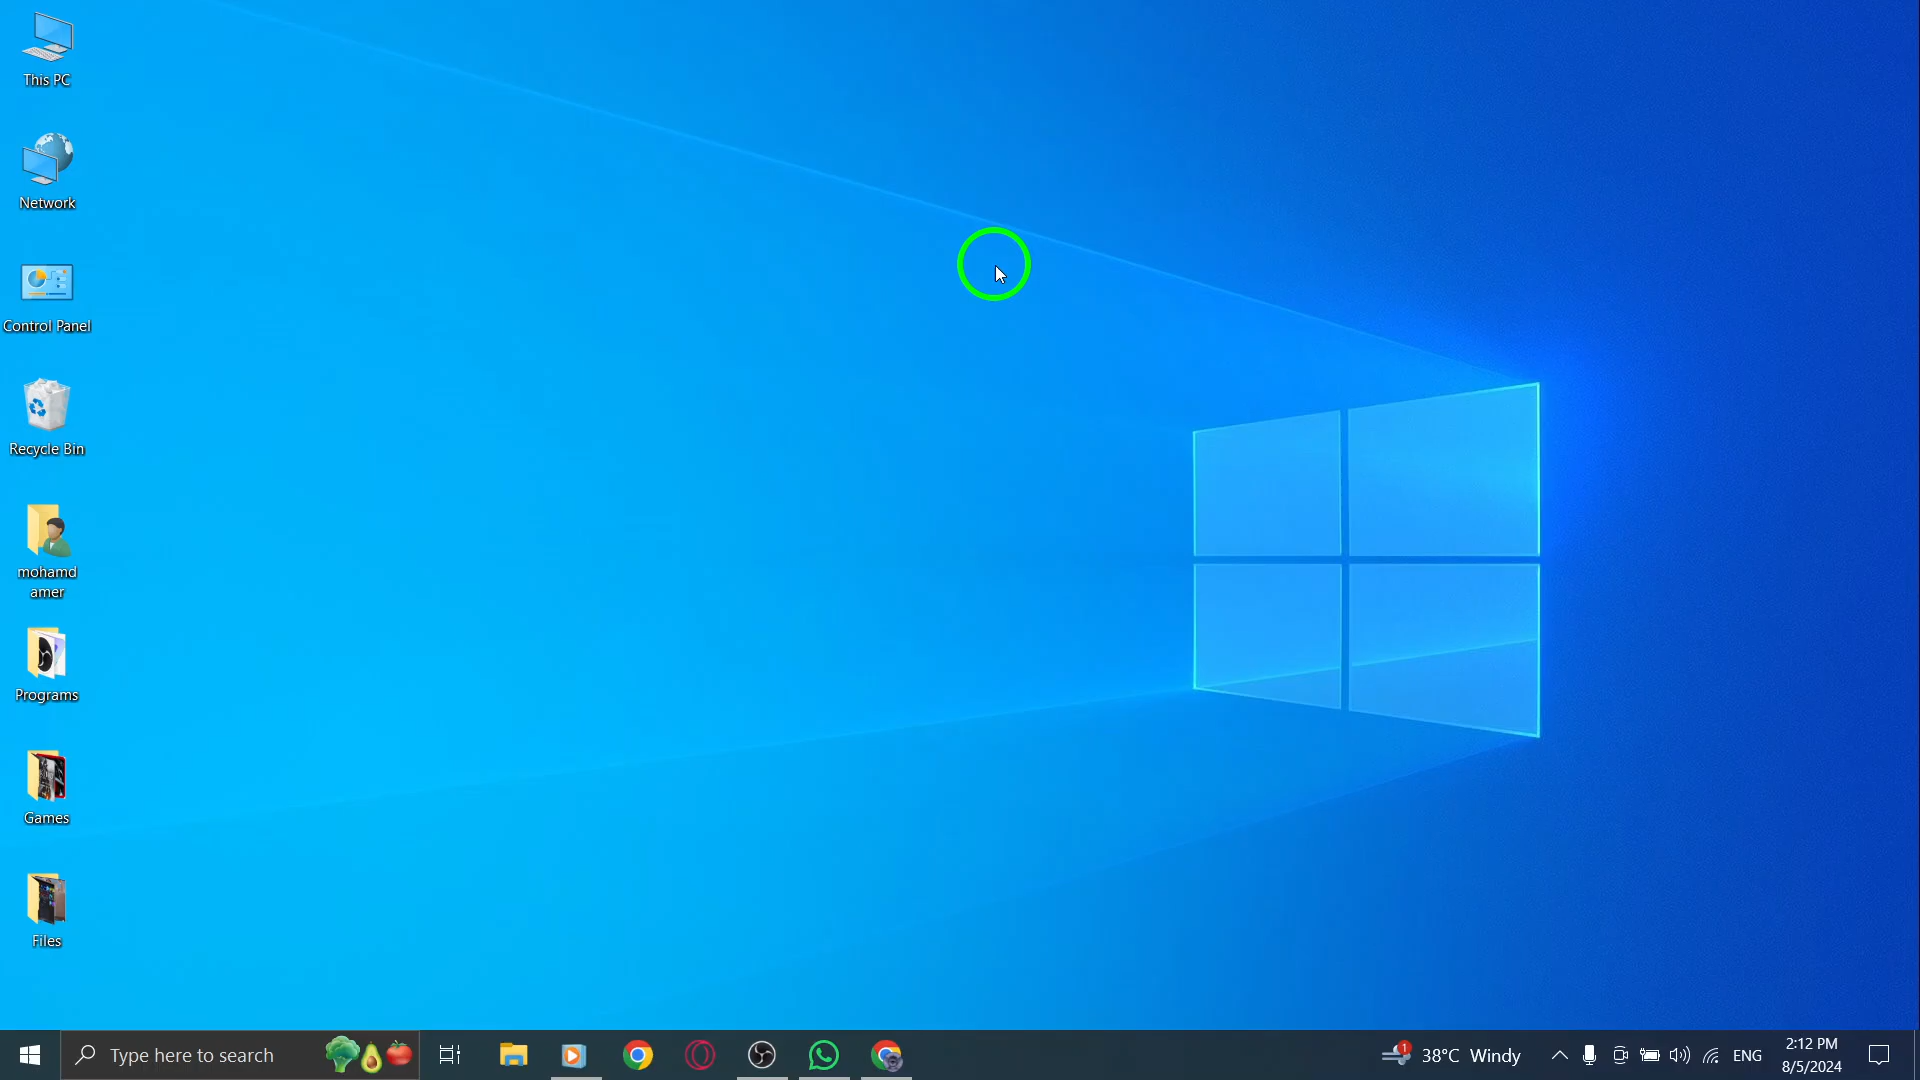 This PC
Network
Control Panel
Recycle Bin
mohamd
amer
Programs
Games
Files
Type here to search
1
38°C Windy
ENG
2:12 PM
8/5/2024